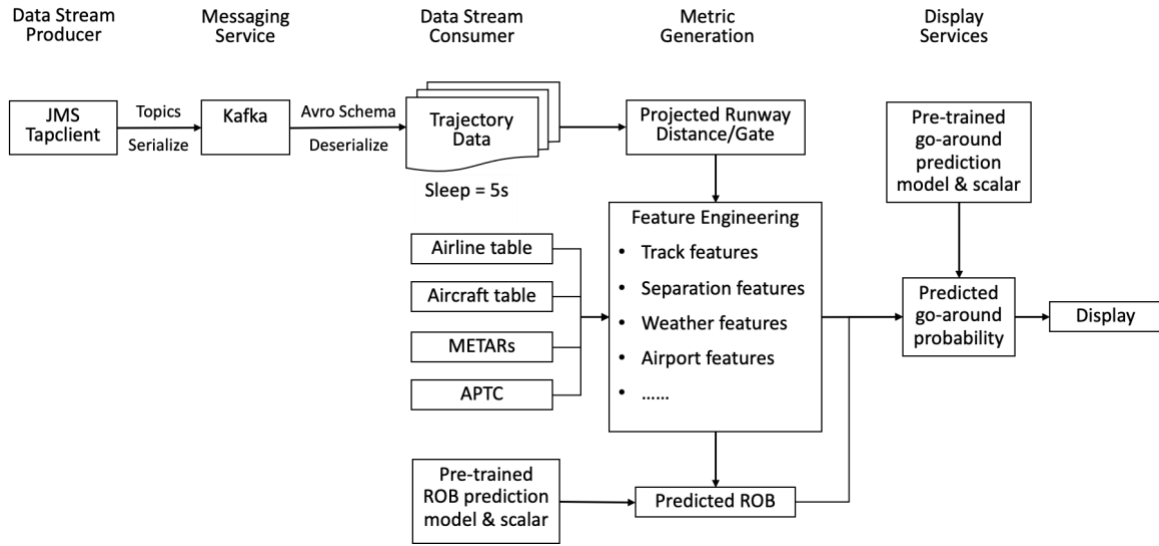 Data Stream
Producer
Messaging
Service
Data Stream
Consumer
Metric
Generation
Display
Services
JMS
Tapclient
Topics
Serialize
Kafka
Avro Schema
Deserialize
Trajectory
Data
Sleep = 5s
Projected Runway
Distance/Gate
Pre-trained
go-around
prediction
model & scalar
Airline table
Aircraft table
METARs
APTC
Feature Engineering
• Track features
• Separation features
• Weather features
• Airport features
• ......
Predicted
go-around
probability
Display
Pre-trained
ROB prediction
model & scalar
Predicted ROB